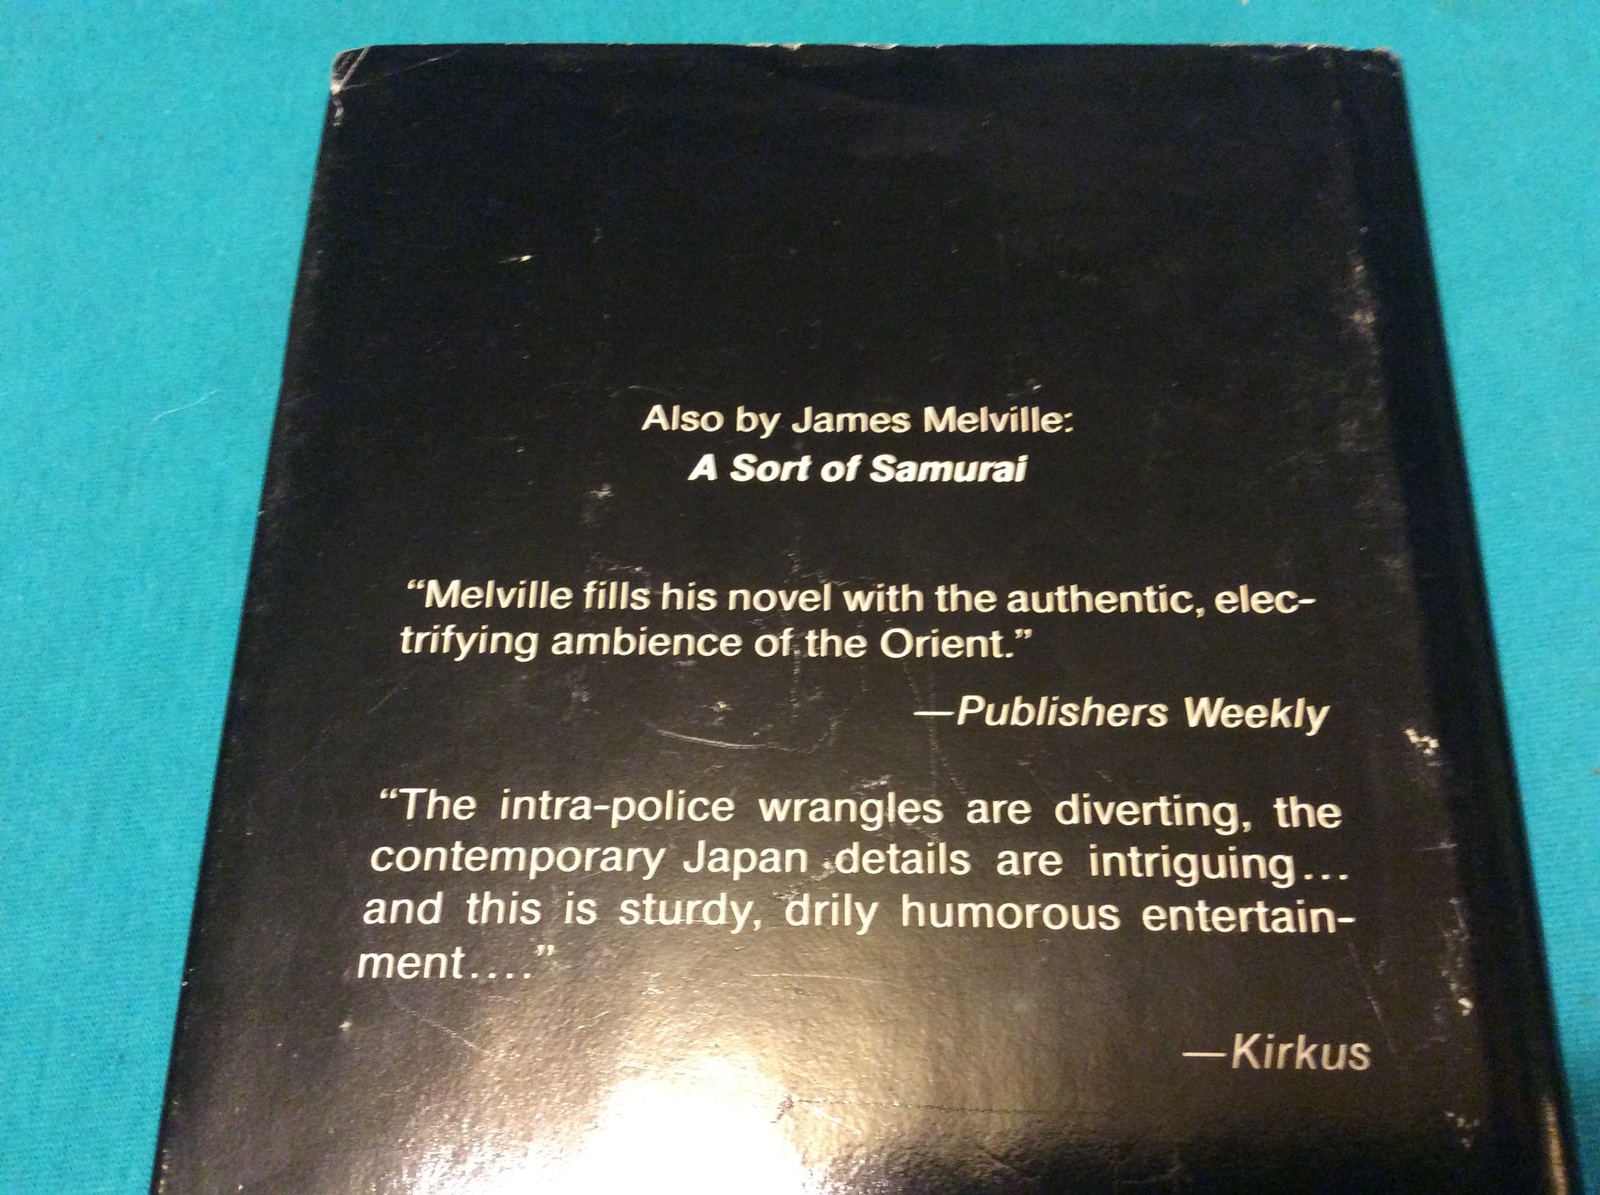 Also by James Melville:
A Sort of Samurai
“Melville fills his novel with the authentic, elec-
trifying ambience of the Orient.”
—Publishers Weekly
“The intra-police wrangles are diverting, the
contemporary Japan details are intriguing...
and this is sturdy, drily humorous entertain-
ment....”
—Kirkus